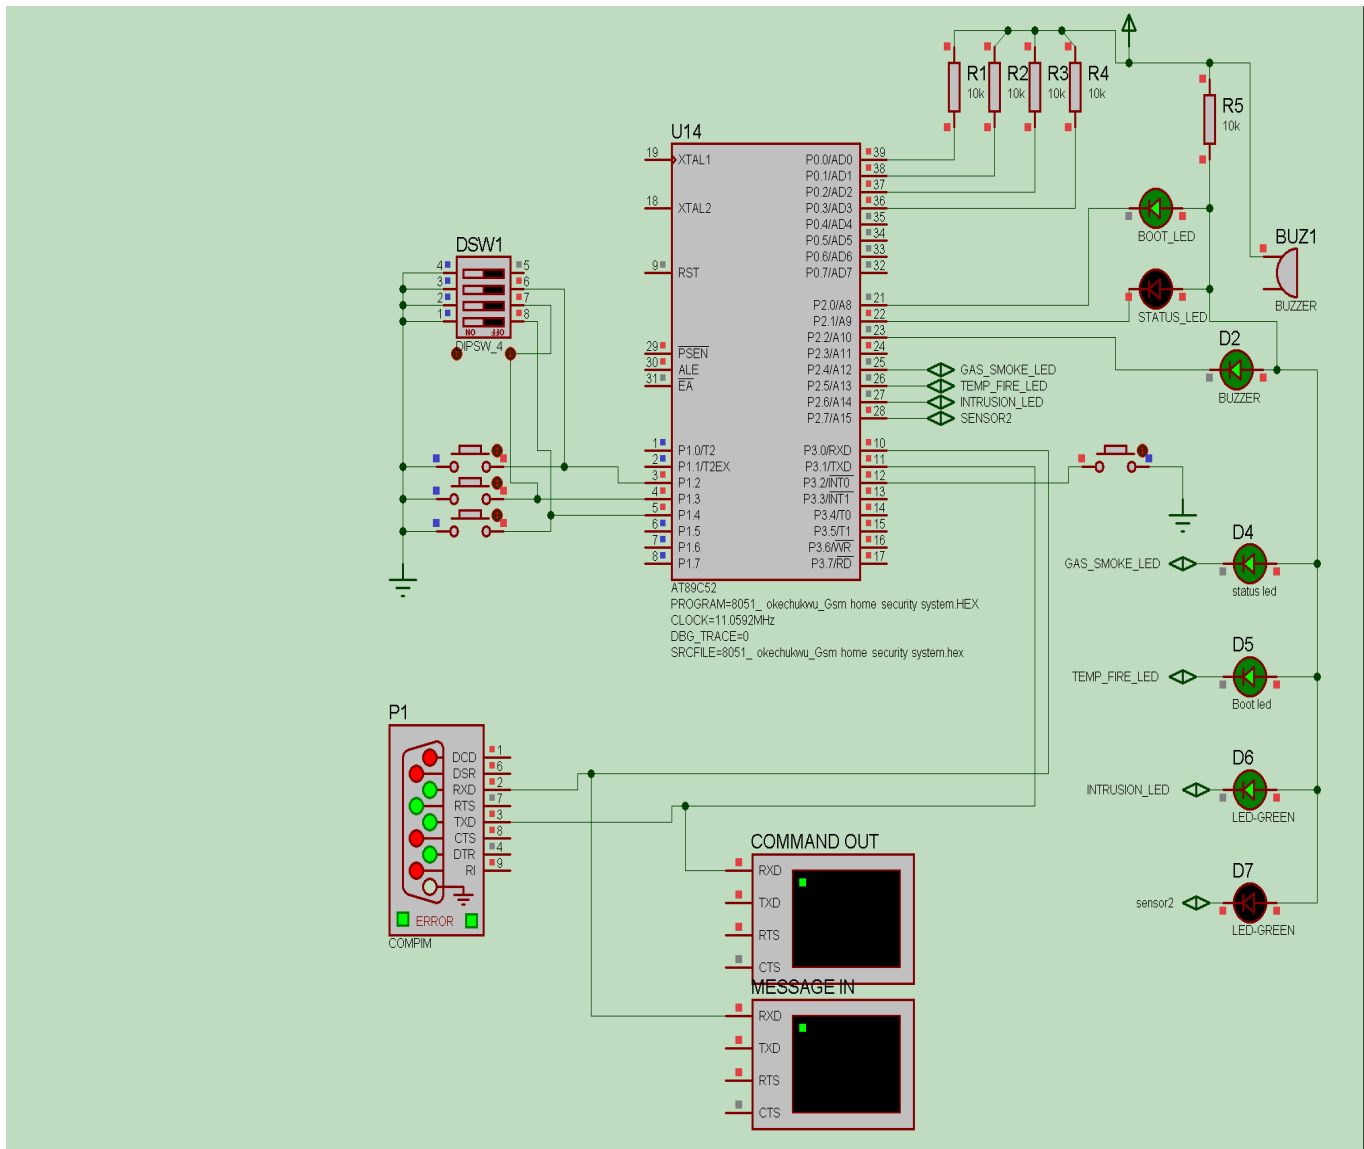 R1
10k
R2
10k
R3
10k
R4
10k
R5
10k
U14
19
XTAL1
18
XTAL2
9
RST
29
PSEN
30
ALE
31
EA
1
P1.0/T2
2
P1.1/T2EX
3
P1.2
4
P1.3
5
P1.4
6
P1.5
7
P1.6
8
P1.7
P0.0/AD0
39
P0.1/AD1
38
P0.2/AD2
37
P0.3/AD3
36
P0.4/AD4
35
P0.5/AD5
34
P0.6/AD6
33
P0.7/AD7
32
P2.0/A8
21
P2.1/A9
22
P2.2/A10
23
P2.3/A11
24
P2.4/A12
25
P2.5/A13
26
P2.6/A14
27
P2.7/A15
28
P3.0/RXD
10
P3.1/TXD
11
P3.2/INT0
12
P3.3/INT1
13
P3.4/T0
14
P3.5/T1
15
P3.6/WR
16
P3.7/RD
17
AT89C52
PROGRAM=8051_ okechukwu_Gsm home security system.HEX
CLOCK=11.0592MHz
DBG_TRACE=0
SRCFILE=8051_ okechukwu_Gsm home security system.hex
DSW1
4
3
2
1
5
6
7
8
ON
OFF
DIPSW_4
BOOT_LED
STATUS_LED
BUZ1
BUZZER
D2
BUZZER
GAS_SMOKE_LED
TEMP_FIRE_LED
INTRUSION_LED
SENSOR2
GAS_SMOKE_LED
D4
status led
TEMP_FIRE_LED
D5
Boot led
INTRUSION_LED
D6
LED-GREEN
sensor2
D7
LED-GREEN
P1
DCD
1
DSR
6
RXD
2
RTS
7
TXD
3
CTS
8
DTR
4
RI
9
ERROR
COMPIM
COMMAND OUT
RXD
TXD
RTS
CTS
MESSAGE IN
RXD
TXD
RTS
CTS